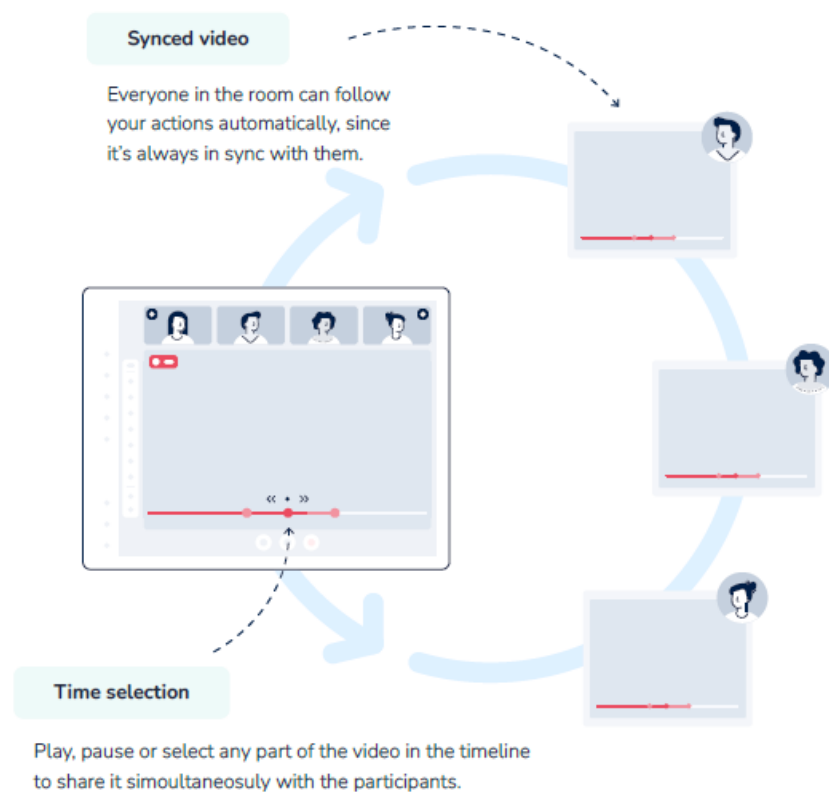 Synced video
Everyone in the room can follow
your actions automatically, since
it's always in sync with them.
Time selection
Play, pause or select any part of the video in the timeline
to share it simoultaneosuly with the participants.